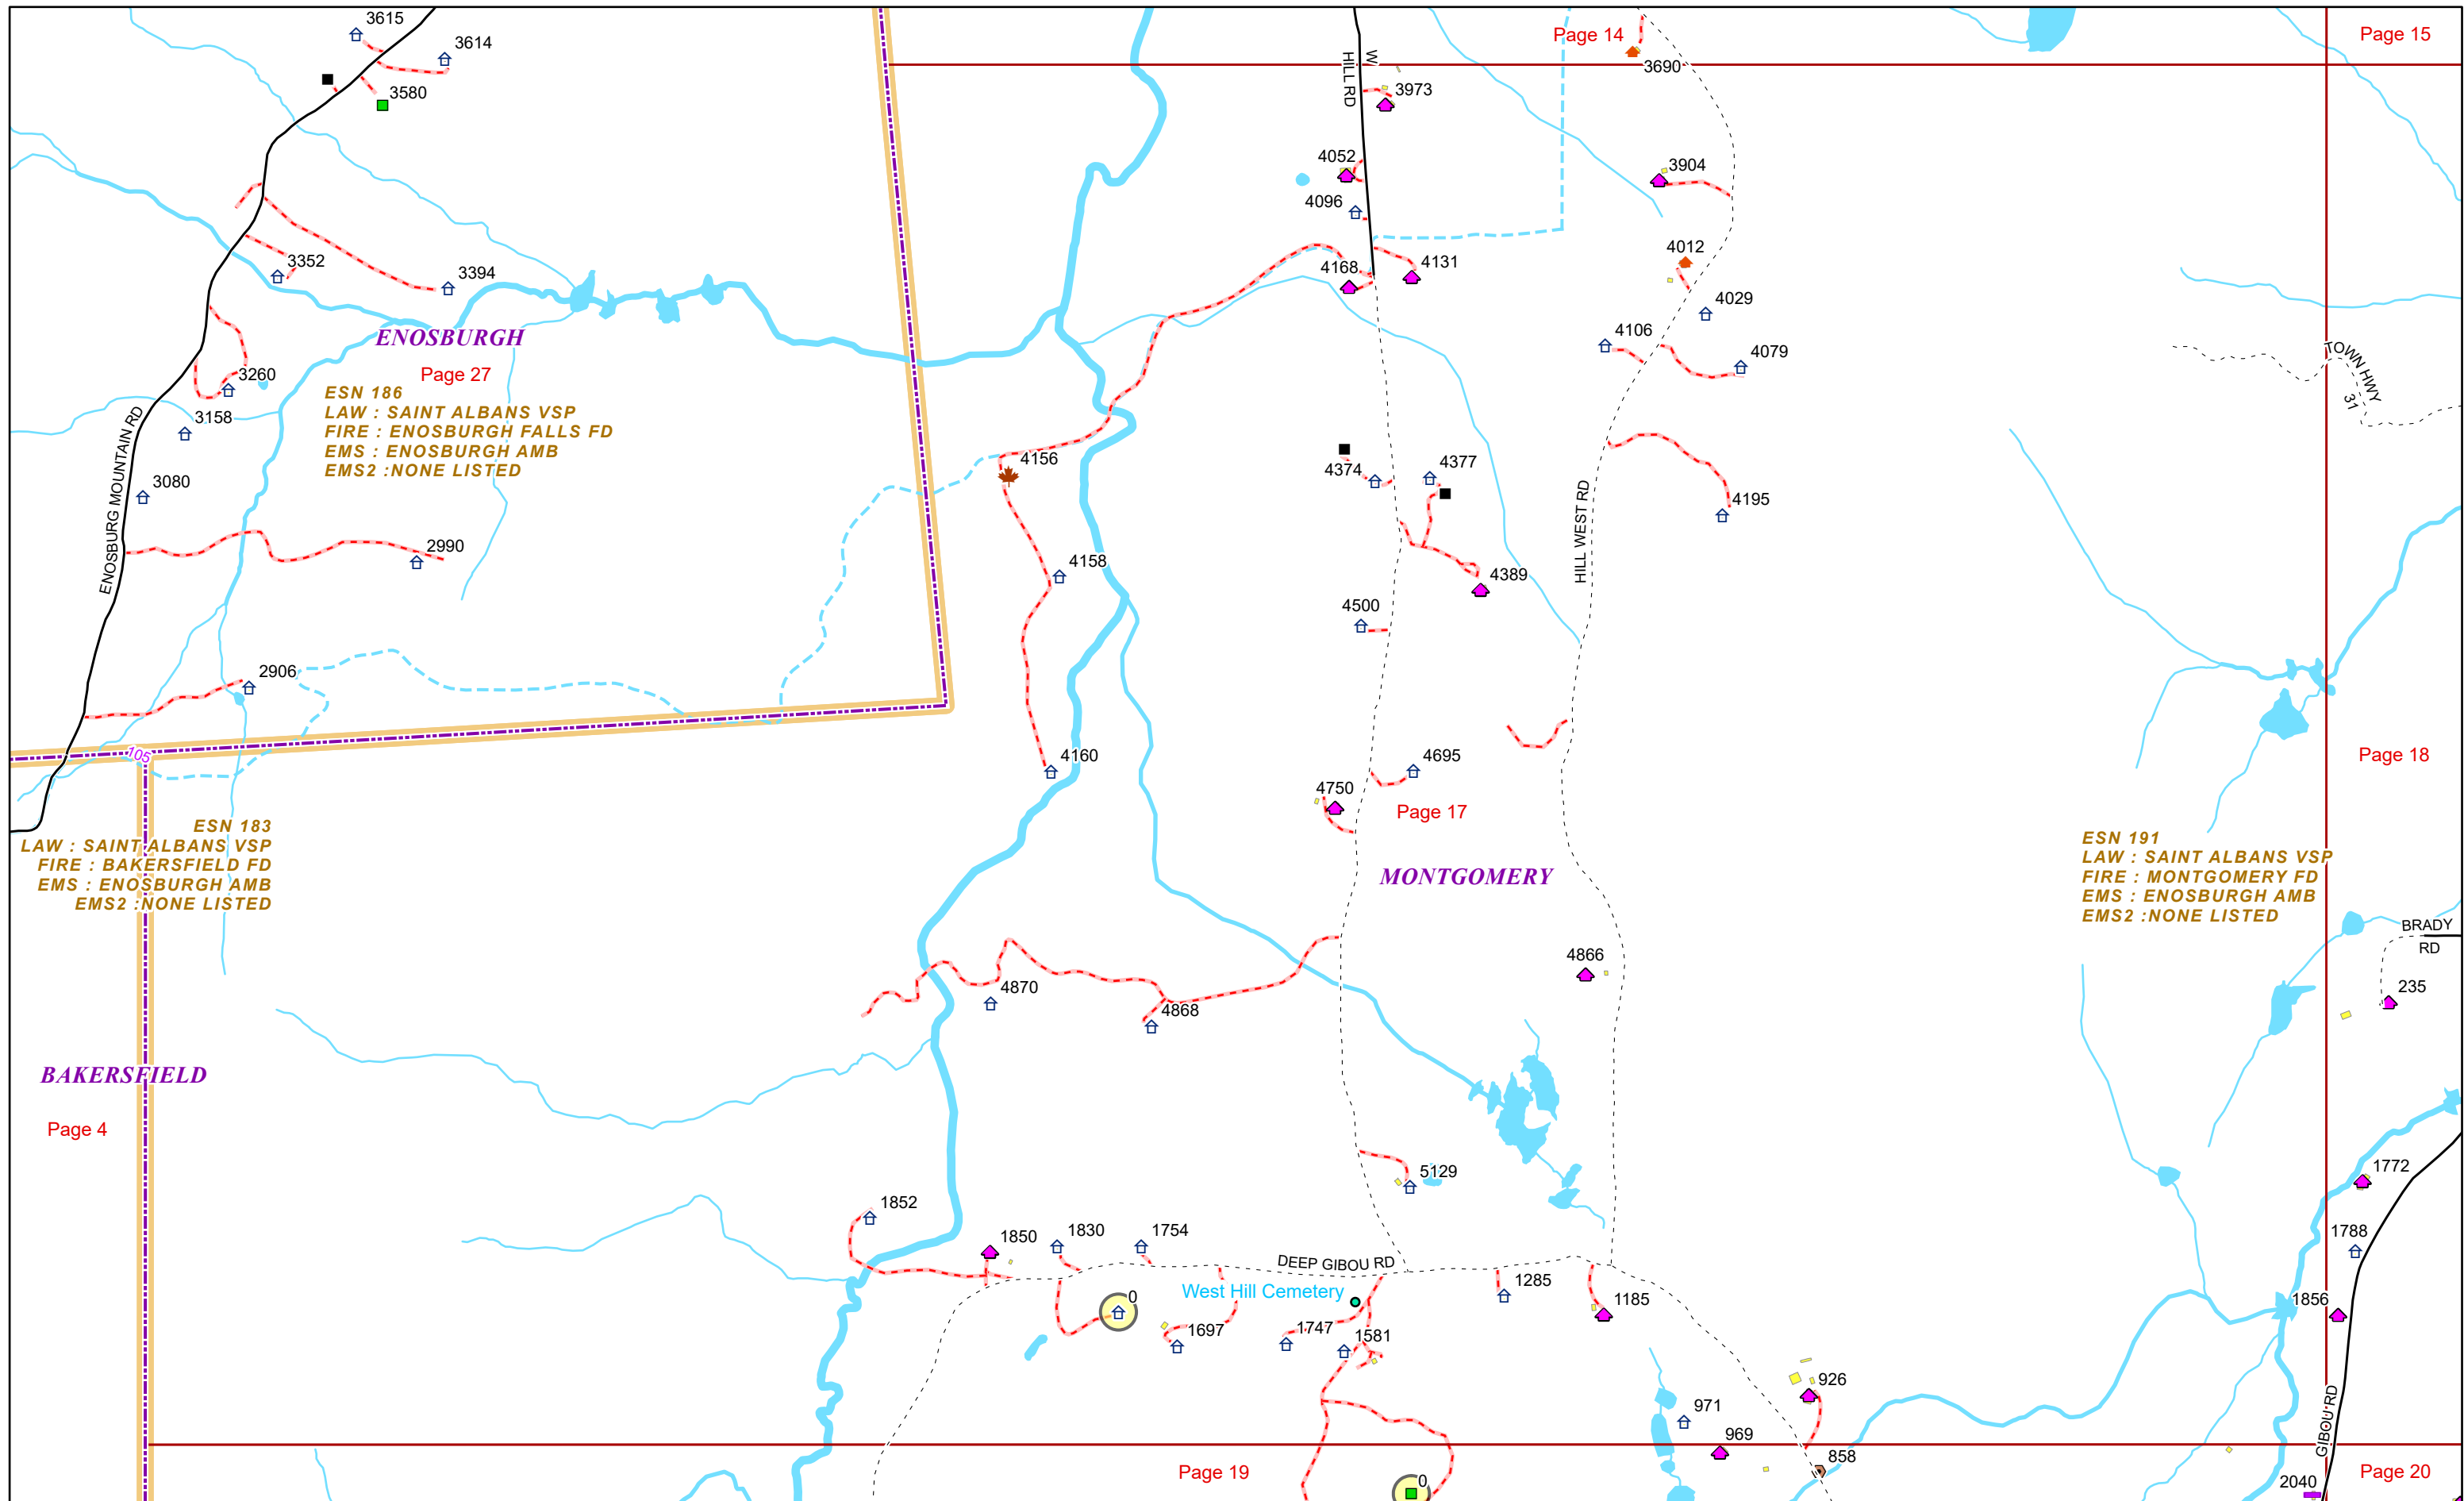 3615
3614
3580
Page 14
Page 15
3690
W
HILL RD
3973
4052
3904
4096
4012
4168
4131
3352
3394
4029
4106
4079
ENOSBURGH
Page 27
3260
ESN 186
LAW : SAINT ALBANS VSP
FIRE : ENOSBURGH FALLS FD
EMS : ENOSBURGH AMB
EMS2 :NONE LISTED
TOWN HWY
31
3158
ENOSBURG MOUNTAIN RD
3080
4156
4374
4377
4195
HILL WEST RD
2990
4158
4389
4500
2906
105
4160
4695
4750
Page 17
Page 18
ESN 183
LAW : SAINT ALBANS VSP
FIRE : BAKERSFIELD FD
EMS : ENOSBURGH AMB
EMS2 :NONE LISTED
MONTGOMERY
ESN 191
LAW : SAINT ALBANS VSP
FIRE : MONTGOMERY FD
EMS : ENOSBURGH AMB
EMS2 :NONE LISTED
BRADY
RD
4866
4870
4868
235
BAKERSFIELD
Page 4
5129
1772
1852
1850
1830
1754
1788
DEEP GIBOU RD
West Hill Cemetery
0
1285
1185
1856
1697
1747
1581
926
971
969
858
GIBOU RD
Page 19
0
Page 20
2040